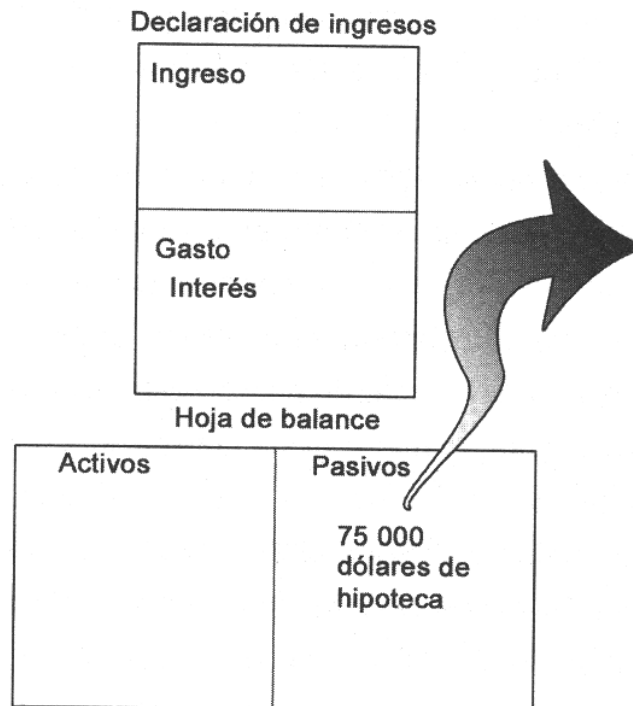 Declaración de ingresos
Ingreso
Gasto
Interés
Hoja de balance
Activos
Pasivos
75 000
dólares de
hipoteca